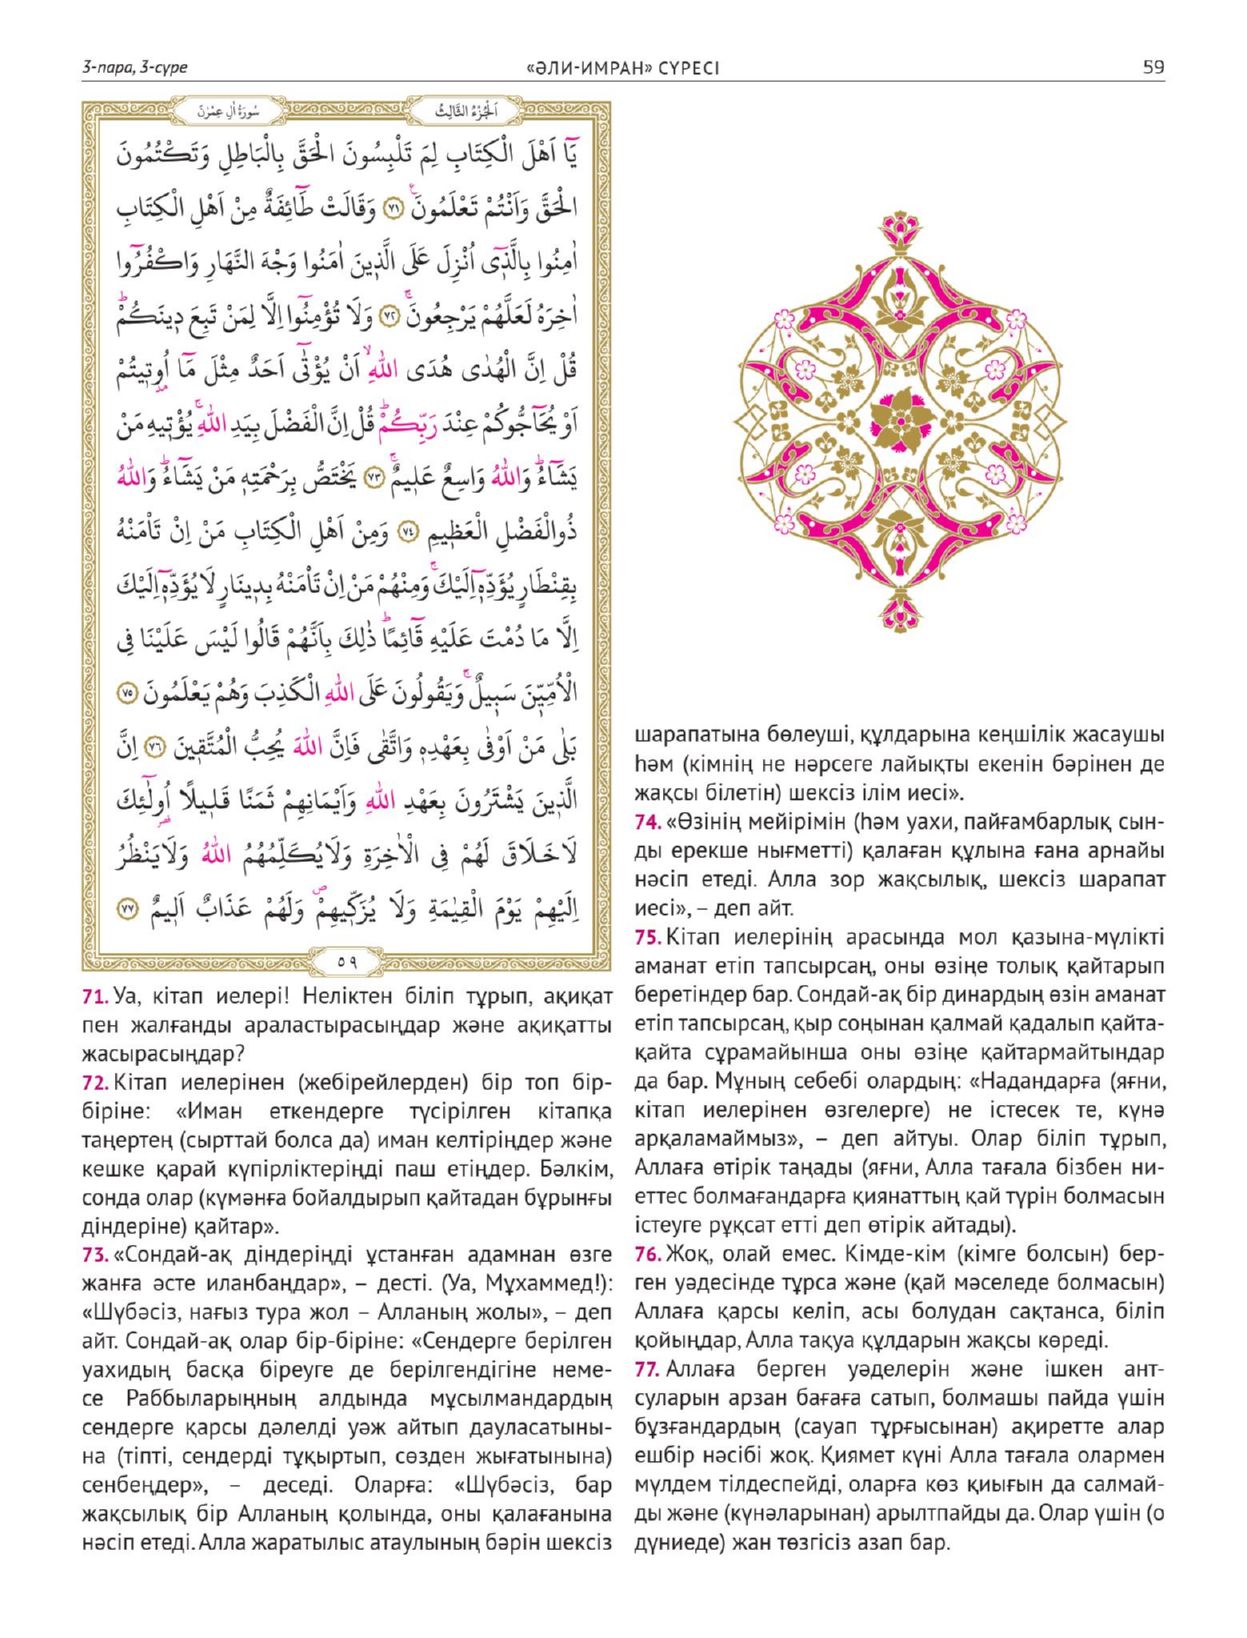 3-пара, 3-сүре
«ӘЛИ-ИМРАН» СҮРЕСІ
59
اَلْجُزْءُ الثَّالِثُ
سُورَةُ اٰلِ عِمْرٰنَ
يَٓا اَهْلَ الْكِتَابِ لِمَ تَلْبِسُونَ الْحَقَّ بِالْبَاطِلِ وَتَكْتُمُونَ
الْحَقَّ وَاَنْتُمْ تَعْلَمُونَۚ ﴿٧١﴾ وَقَالَتْ طَٓائِفَةٌ مِنْ اَهْلِ الْكِتَابِ
اٰمِنُوا بِالَّذ۪ٓي اُنْزِلَ عَلَى الَّذ۪ينَ اٰمَنُوا وَجْهَ النَّهَارِ وَاكْفُرُٓوا
اٰخِرَهُ لَعَلَّهُمْ يَرْجِعُونَۚ ﴿٧٢﴾ وَلَا تُؤْمِنُٓوا اِلَّا لِمَنْ تَبِعَ د۪ينَكُمْۜ
قُلْ اِنَّ الْهُدٰى هُدَى اللّٰهِۙ اَنْ يُؤْتٰٓى اَحَدٌ مِثْلَ مَٓا اُو۫ت۪يتُمْ
اَوْ يُحَٓاجُّوكُمْ عِنْدَ رَبِّكُمْۜ قُلْ اِنَّ الْفَضْلَ بِيَدِ اللّٰهِۚ يُؤْت۪يهِ مَنْ
يَشَٓاءُۜ وَاللّٰهُ وَاسِعٌ عَل۪يمٌۚ ﴿٧٣﴾ يَخْتَصُّ بِرَحْمَتِه۪ مَنْ يَشَٓاءُۜ وَاللّٰهُ
ذُوالْفَضْلِ الْعَظ۪يمِ ﴿٧٤﴾ وَمِنْ اَهْلِ الْكِتَابِ مَنْ اِنْ تَأْمَنْهُ
بِقِنْطَارٍ يُؤَدِّه۪ٓ اِلَيْكَۚ وَمِنْهُمْ مَنْ اِنْ تَأْمَنْهُ بِد۪ينَارٍ لَا يُؤَدِّه۪ٓ اِلَيْكَ
اِلَّا مَا دُمْتَ عَلَيْهِ قَٓائِمًاۜ ذٰلِكَ بِاَنَّهُمْ قَالُوا لَيْسَ عَلَيْنَا فِي
الْاُمِّيّ۪نَ سَب۪يلٌۚ وَيَقُولُونَ عَلَى اللّٰهِ الْكَذِبَ وَهُمْ يَعْلَمُونَ ﴿٧٥﴾
بَلٰى مَنْ اَوْفٰى بِعَهْدِه۪ وَاتَّقٰى فَاِنَّ اللّٰهَ يُحِبُّ الْمُتَّق۪ينَ ﴿٧٦﴾ اِنَّ
الَّذ۪ينَ يَشْتَرُونَ بِعَهْدِ اللّٰهِ وَاَيْمَانِهِمْ ثَمَنًا قَل۪يلًا اُو۬لٰٓئِكَ
لَا خَلَاقَ لَهُمْ فِي الْاٰخِرَةِ وَلَا يُكَلِّمُهُمُ اللّٰهُ وَلَا يَنْظُرُ
اِلَيْهِمْ يَوْمَ الْقِيٰمَةِ وَلَا يُزَكّ۪يهِمْۖ وَلَهُمْ عَذَابٌ اَل۪يمٌ ﴿٧٧﴾
٥٩
71. Уа, кітап иелері! Неліктен біліп тұрып, ақиқат
пен жалғанды араластырасыңдар және ақиқатты
жасырасыңдар?
72. Кітап иелерінен (жебірейлерден) бір топ бір-
біріне: «Иман еткендерге түсірілген кітапқа
таңертең (сырттай болса да) иман келтіріңдер және
кешке қарай күпірліктеріңді паш етіңдер. Бәлкім,
сонда олар (күмәнға бойалдырып қайтадан бұрынғы
діндеріне) қайтар».
73. «Сондай-ақ діндеріңді ұстанған адамнан өзге
жанға әсте иланбаңдар», – десті. (Уа, Мұхаммед!):
«Шүбәсіз, нағыз тура жол – Алланың жолы», – деп
айт. Сондай-ақ олар бір-біріне: «Сендерге берілген
уахидың басқа біреуге де берілгендігіне неме-
се Раббыларыңның алдында мұсылмандардың
сендерге қарсы дәлелді уәж айтып дауласатыны-
на (тіпті, сендерді тұқыртып, сөзден жығатынына)
сенбеңдер», – деседі. Оларға: «Шүбәсіз, бар
жақсылық бір Алланың қолында, оны қалағанына
нәсіп етеді. Алла жаратылыс атаулының бәрін шексіз
шарапатына бөлеуші, құлдарына кеңшілік жасаушы
һәм (кімнің не нәрсеге лайықты екенін бәрінен де
жақсы білетін) шексіз ілім иесі».
74. «Өзінің мейірімін (һәм уахи, пайғамбарлық сын-
ды ерекше нығметті) қалаған құлына ғана арнайы
нәсіп етеді. Алла зор жақсылық, шексіз шарапат
иесі», – деп айт.
75. Кітап иелерінің арасында мол қазына-мүлікті
аманат етіп тапсырсаң, оны өзіңе толық қайтарып
беретіндер бар. Сондай-ақ бір динардың өзін аманат
етіп тапсырсаң, қыр соңынан қалмай қадалып қайта-
қайта сұрамайынша оны өзіңе қайтармайтындар
да бар. Мұның себебі олардың: «Надандарға (яғни,
кітап иелерінен өзгелерге) не істесек те, күнә
арқаламаймыз», – деп айтуы. Олар біліп тұрып,
Аллаға өтірік таңады (яғни, Алла тағала бізбен ни-
еттес болмағандарға қиянаттың қай түрін болмасын
істеуге рұқсат етті деп өтірік айтады).
76. Жоқ, олай емес. Кімде-кім (кімге болсын) бер-
ген уәдесінде тұрса және (қай мәселеде болмасын)
Аллаға қарсы келіп, асы болудан сақтанса, біліп
қойыңдар, Алла тақуа құлдарын жақсы көреді.
77. Аллаға берген уәделерін және ішкен ант-
суларын арзан бағаға сатып, болмашы пайда үшін
бұзғандардың (сауап тұрғысынан) ақиретте алар
ешбір нәсібі жоқ. Қиямет күні Алла тағала олармен
мүлдем тілдеспейді, оларға көз қиығын да салмай-
ды және (күнәларынан) арылтпайды да. Олар үшін (о
дүниеде) жан төзгісіз азап бар.